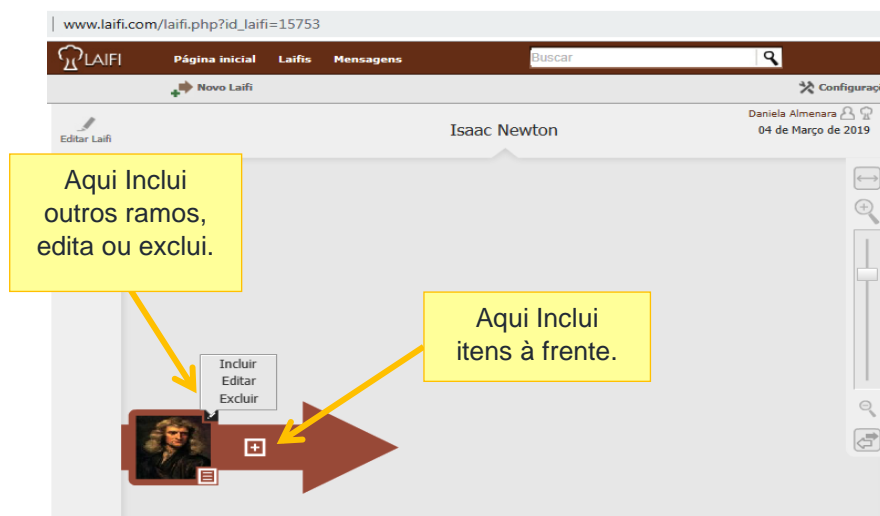 www.laifi.com/laifi.php?id_laifi=15753
LAIFI
Página inicial Laifis Mensagens Buscar
Novo Laifi Configuraçi
Editar Laifi
Isaac Newton
Daniela Almenara
04 de Março de 2019
Aqui Inclui
outros ramos,
edita ou exclui.
Aqui Inclui
itens à frente.
Incluir
Editar
Excluir